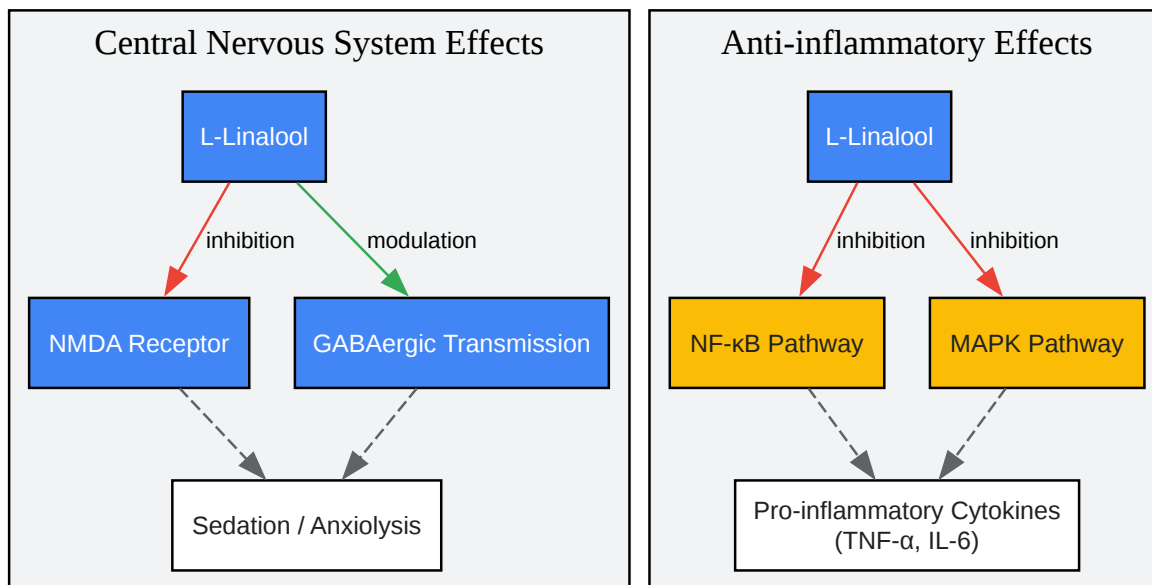 Central Nervous System Effects
L-Linalool
inhibition
modulation
NMDA Receptor
GABAergic Transmission
Sedation / Anxiolysis
Anti-inflammatory Effects
L-Linalool
inhibition
inhibition
NF-κB Pathway
MAPK Pathway
Pro-inflammatory Cytokines
(TNF-α, IL-6)